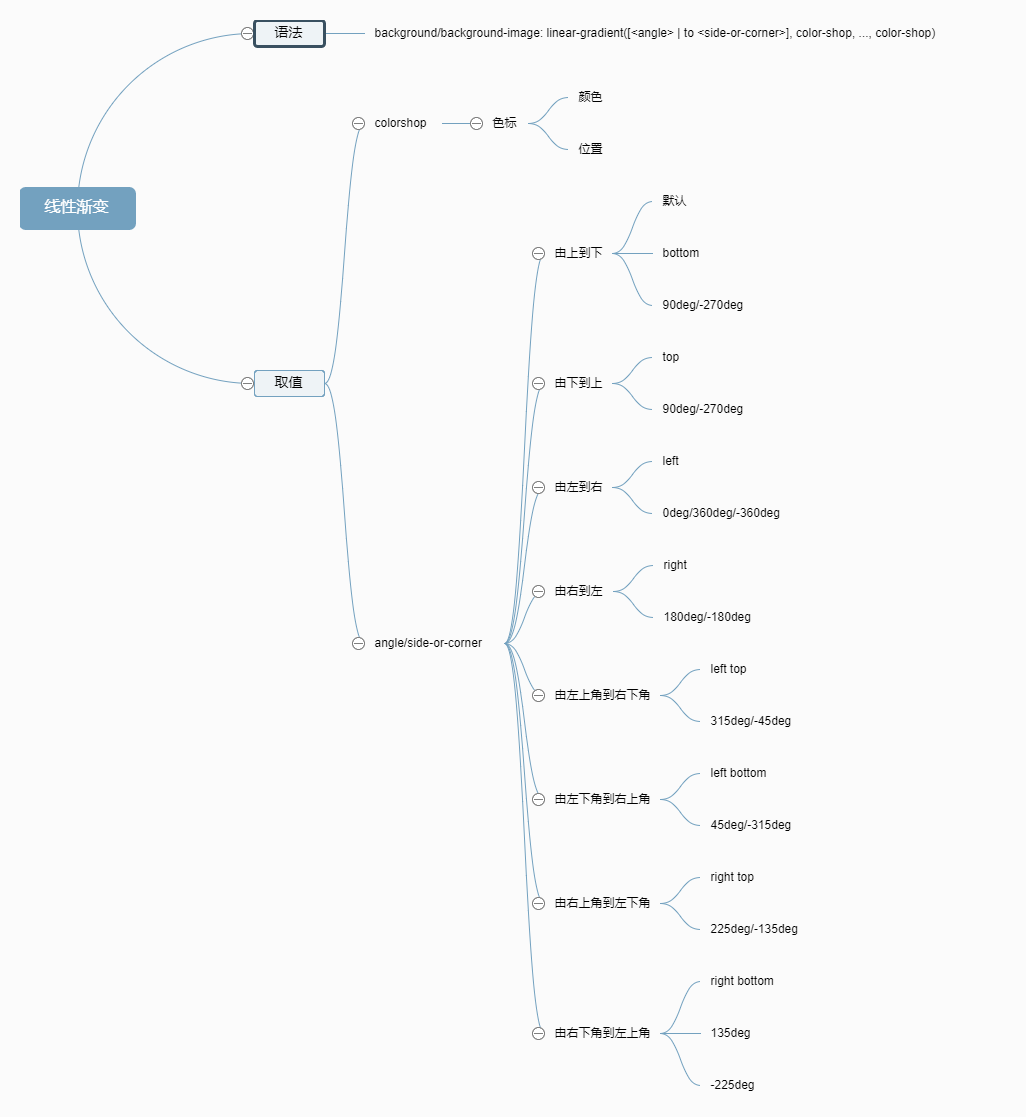 线性渐变
语法
background/background-image: linear-gradient([<angle> | to <side-or-corner>], color-shop, ..., color-shop)
取值
colorshop
色标
颜色
位置
angle/side-or-corner
由上到下
默认
bottom
90deg/-270deg
由下到上
top
90deg/-270deg
由左到右
left
0deg/360deg/-360deg
由右到左
right
180deg/-180deg
由左上角到右下角
left top
315deg/-45deg
由左下角到右上角
left bottom
45deg/-315deg
由右上角到左下角
right top
225deg/-135deg
由右下角到左上角
right bottom
135deg
-225deg